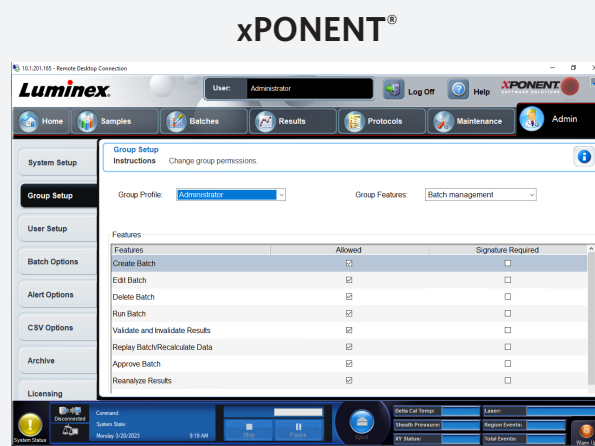 xPONENT®
10.1.201.165 - Remote Desktop Connection
Luminex.
User: Administrator
Log Off
Help
xPONENT
SOFTWARE SOLUTIONS
Home
Samples
Batches
Results
Protocols
Maintenance
Admin
System Setup
Group Setup
User Setup
Batch Options
Alert Options
CSV Options
Archive
Licensing
Group Setup
Instructions Change group permissions.
Group Profile: Administrator
Group Features: Batch management
Features
Features Allowed Signature Required
Create Batch
Edit Batch
Delete Batch
Run Batch
Validate and Invalidate Results
Replay Batch/Recalculate Data
Approve Batch
Reanalyze Results
System Status
Disconnected
Command:
System State:
Monday 3/20/2023 9:19 AM
Stop
Pause
Eject
Delta Cal Temp:
Laser:
Sheath Pressure:
Region Events:
XY Status:
Total Events: